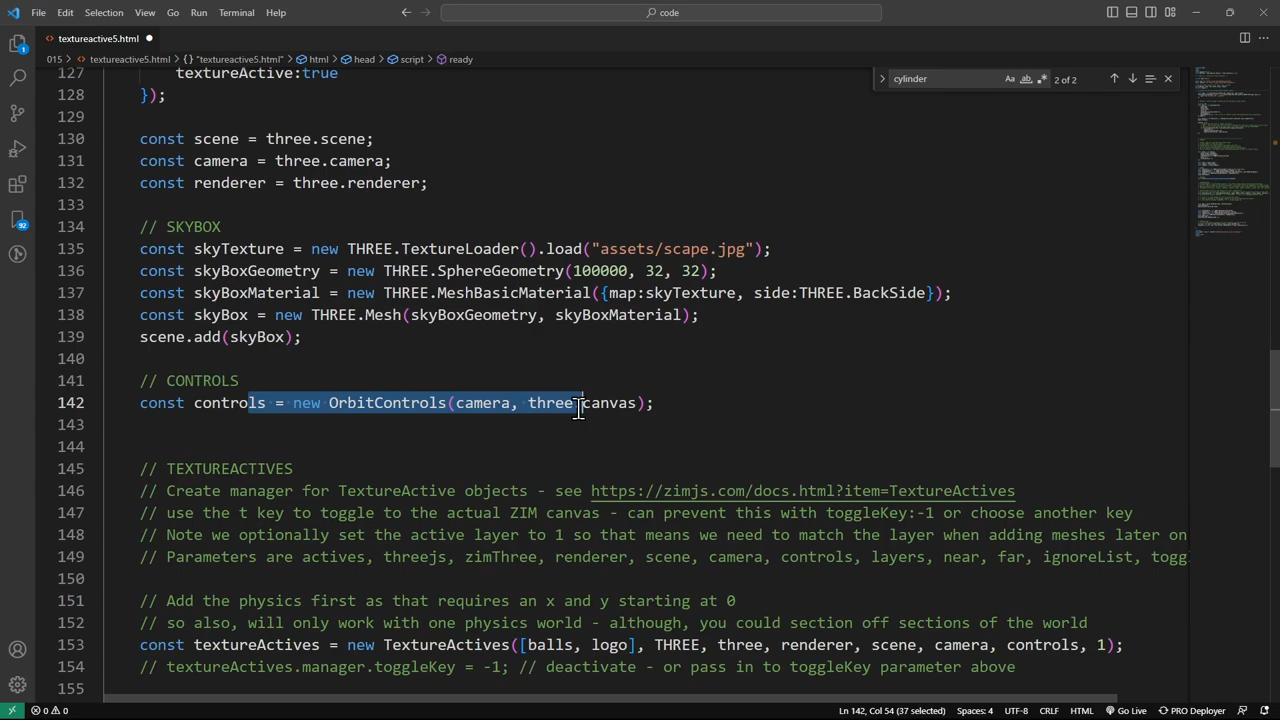 File Edit Selection View Go Run Terminal Help
code
textureactive5.html
015 > textureactive5.html > {} "textureactive5.html" > html > head > script > ready
cylinder
Aa ab .* 2 of 2
127 textureActive:true
128 });
129
130 const scene = three.scene;
131 const camera = three.camera;
132 const renderer = three.renderer;
133
134 // SKYBOX
135 const skyTexture = new THREE.TextureLoader().load("assets/scape.jpg");
136 const skyBoxGeometry = new THREE.SphereGeometry(100000, 32, 32);
137 const skyBoxMaterial = new THREE.MeshBasicMaterial({map:skyTexture, side:THREE.BackSide});
138 const skyBox = new THREE.Mesh(skyBoxGeometry, skyBoxMaterial);
139 scene.add(skyBox);
140
141 // CONTROLS
142 const controls = new OrbitControls(camera, three.canvas);
143
144
145 // TEXTUREACTIVES
146 // Create manager for TextureActive objects - see https://zimjs.com/docs.html?item=TextureActives
147 // use the t key to toggle to the actual ZIM canvas - can prevent this with toggleKey:-1 or choose another key
148 // Note we optionally set the active layer to 1 so that means we need to match the layer when adding meshes later on
149 // Parameters are actives, threejs, zimThree, renderer, scene, camera, controls, layers, near, far, ignoreList, togg
150
151 // Add the physics first as that requires an x and y starting at 0
152 // so also, will only work with one physics world - although, you could section off sections of the world
153 const textureActives = new TextureActives([balls, logo], THREE, three, renderer, scene, camera, controls, 1);
154 // textureActives.manager.toggleKey = -1; // deactivate - or pass in to toggleKey parameter above
155
1
92
0 0 Ln 142, Col 54 (37 selected) Spaces: 4 UTF-8 CRLF HTML Go Live PRO Deployer